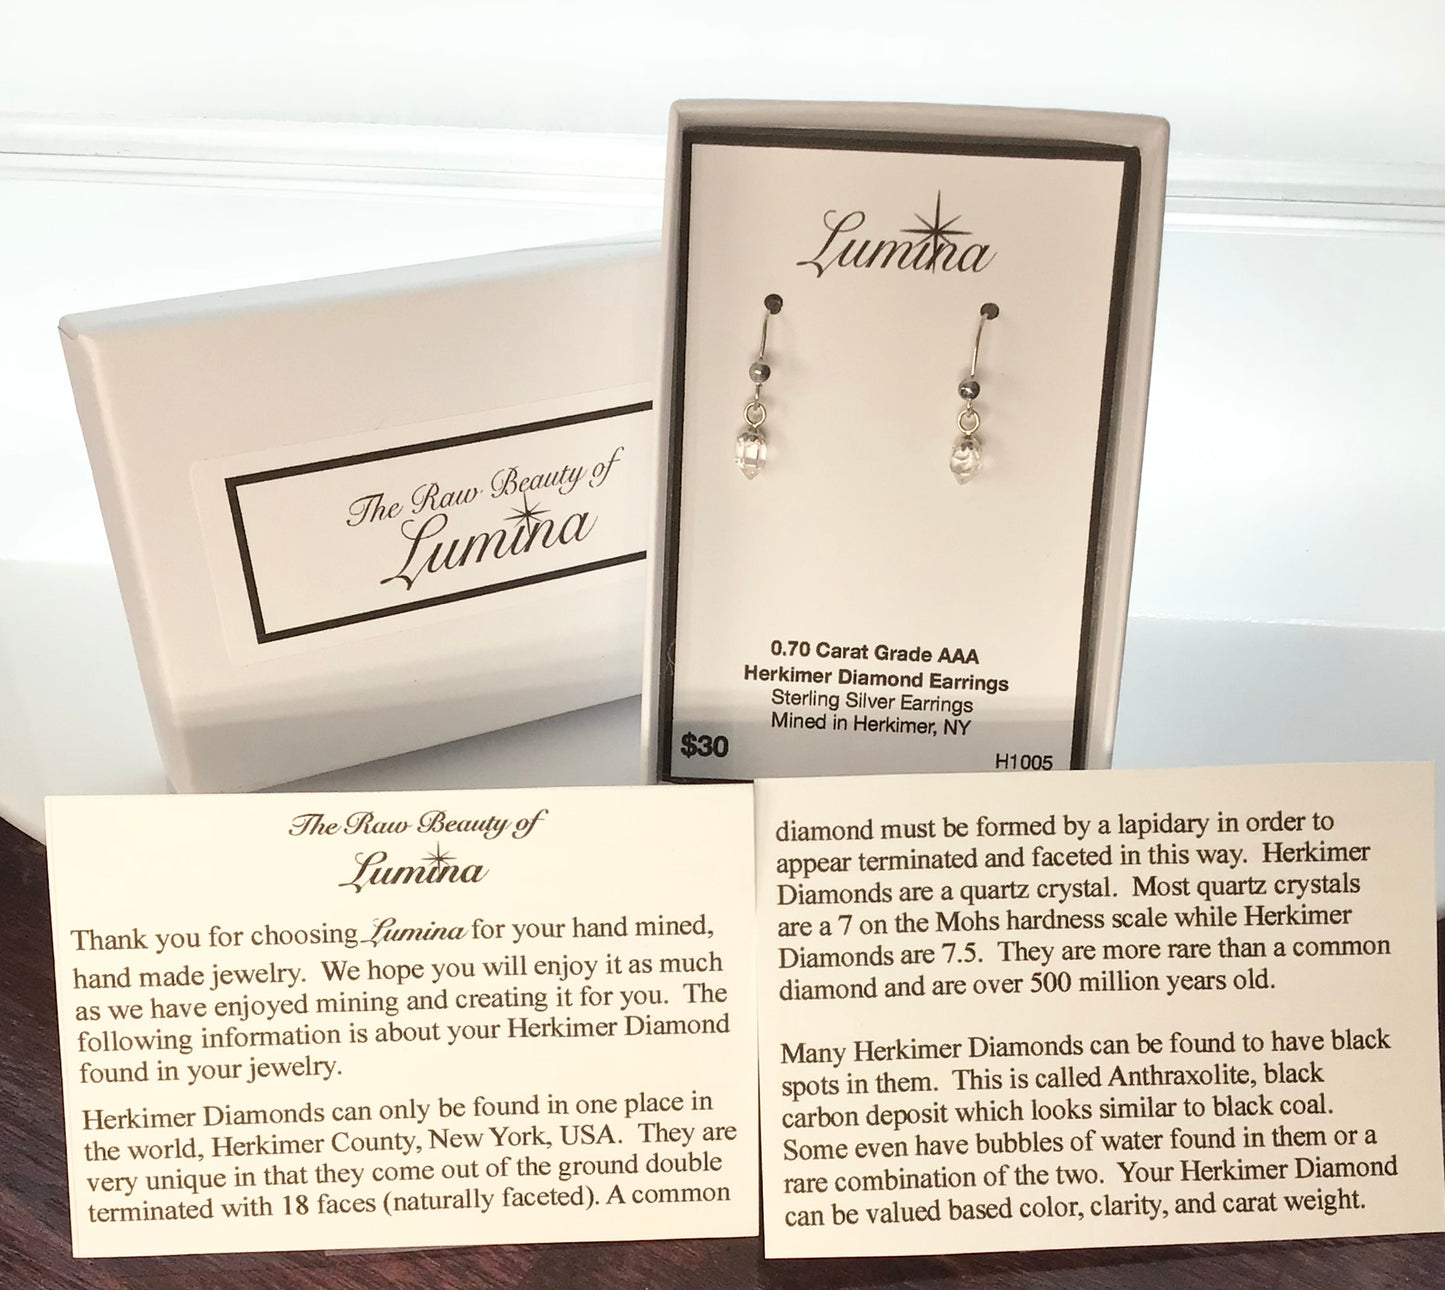 Lumina
The Raw Beauty of
Lumina
0.70 Carat Grade AAA
Herkimer Diamond Earrings
Sterling Silver Earrings
Mined in Herkimer, NY
$30
H1005
The Raw Beauty of
Lumina
Thank you for choosing Lumina for your hand mined,
hand made jewelry. We hope you will enjoy it as much
as we have enjoyed mining and creating it for you. The
following information is about your Herkimer Diamond
found in your jewelry.
Herkimer Diamonds can only be found in one place in
the world, Herkimer County, New York, USA. They are
very unique in that they come out of the ground double
terminated with 18 faces (naturally faceted). A common
diamond must be formed by a lapidary in order to
appear terminated and faceted in this way. Herkimer
Diamonds are a quartz crystal. Most quartz crystals
are a 7 on the Mohs hardness scale while Herkimer
Diamonds are 7.5. They are more rare than a common
diamond and are over 500 million years old.
Many Herkimer Diamonds can be found to have black
spots in them. This is called Anthraxolite, black
carbon deposit which looks similar to black coal.
Some even have bubbles of water found in them or a
rare combination of the two. Your Herkimer Diamond
can be valued based color, clarity, and carat weight.